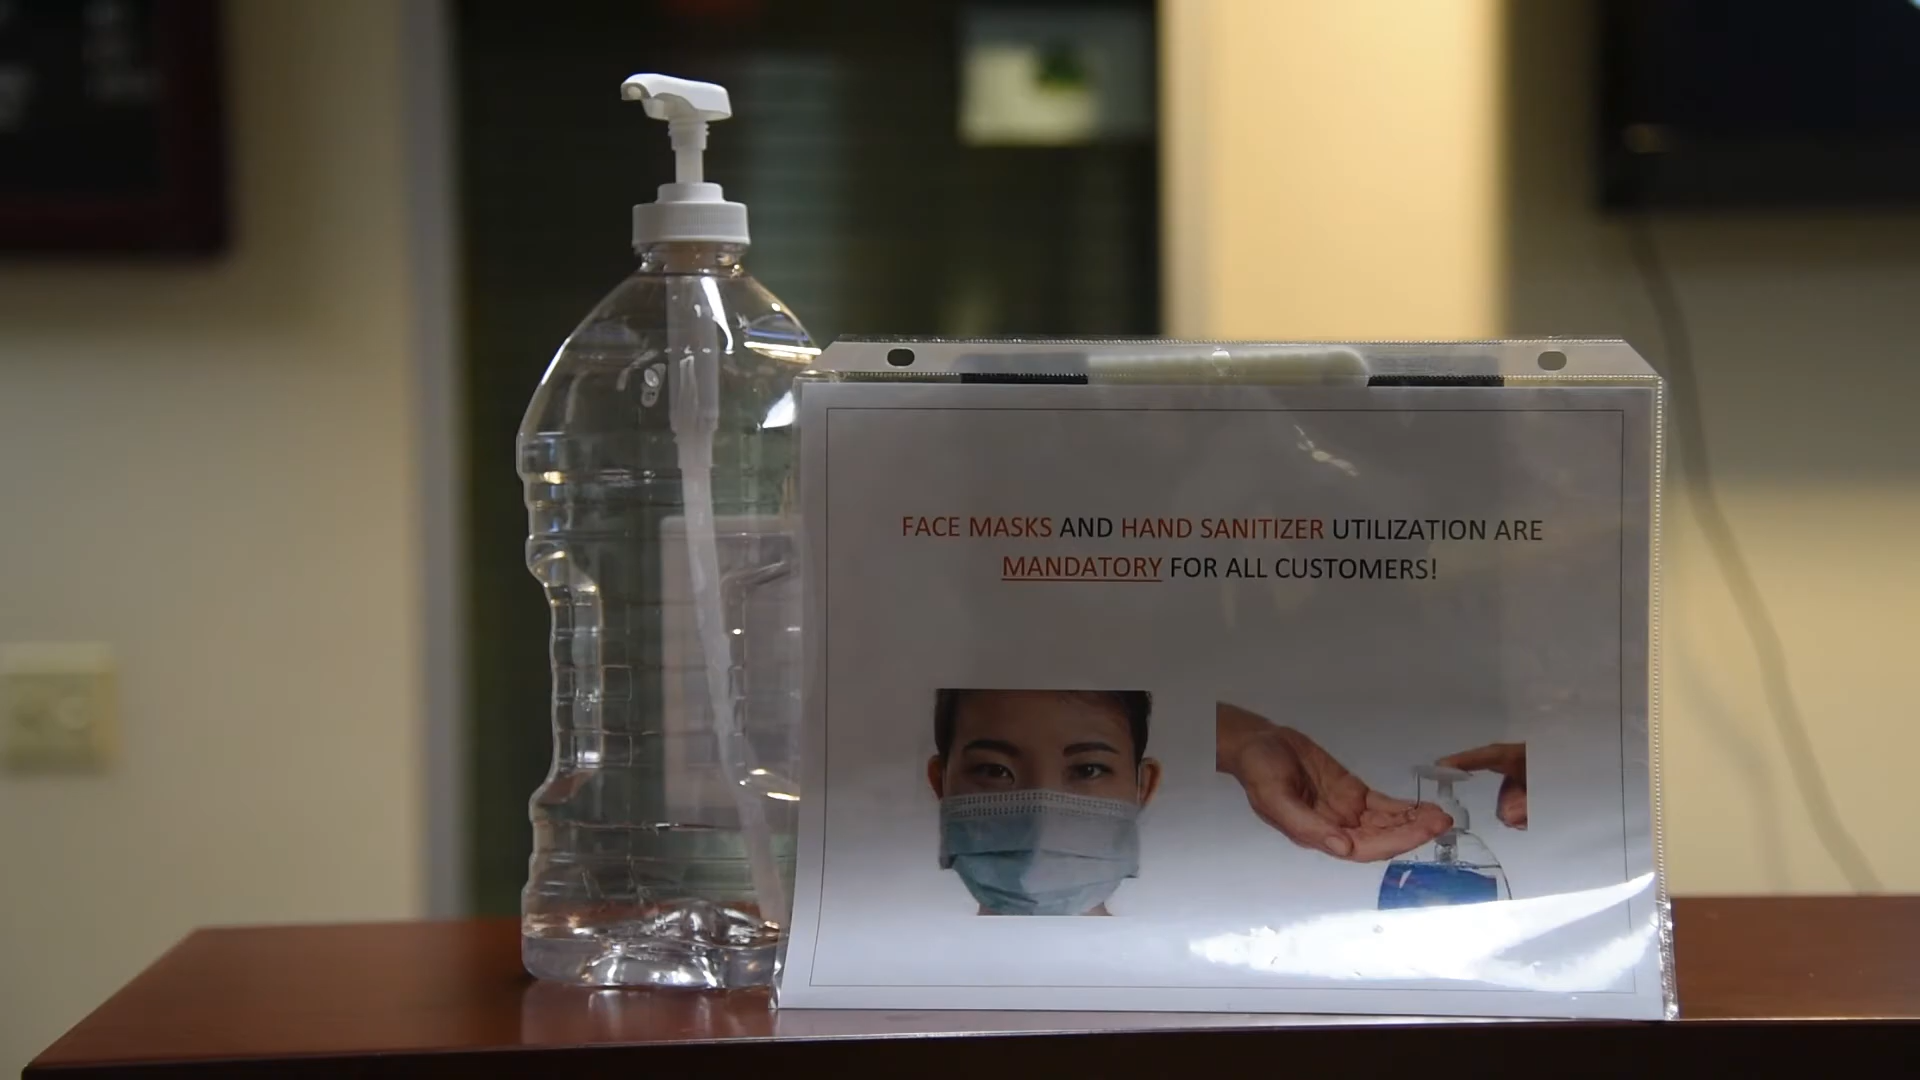 FACE MASKS AND HAND SANITIZER UTILIZATION ARE
MANDATORY FOR ALL CUSTOMERS!